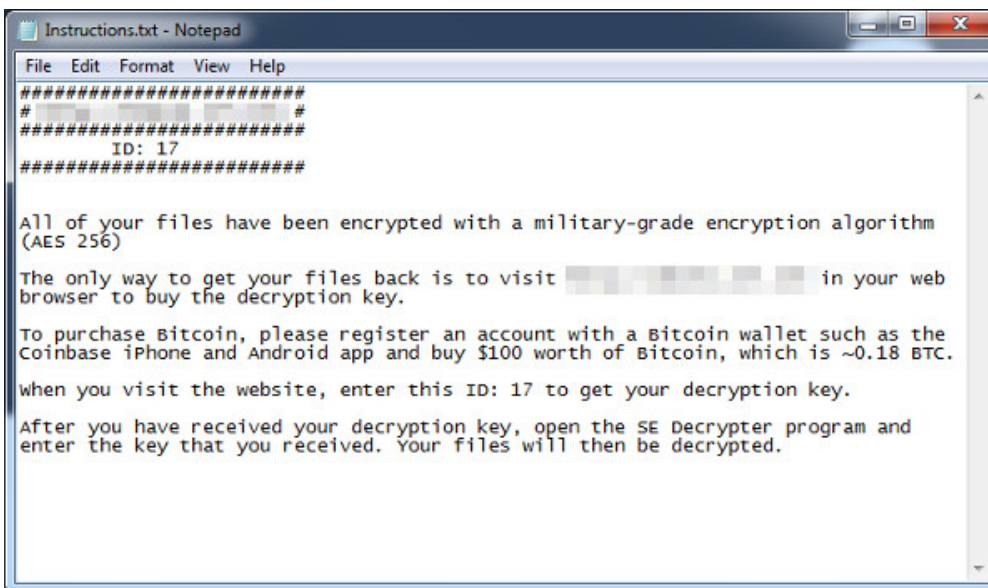 Instructions.txt - Notepad
File Edit Format View Help
#########################
# #
#########################
ID: 17
#########################
All of your files have been encrypted with a military-grade encryption algorithm
(AES 256)
The only way to get your files back is to visit in your web
browser to buy the decryption key.
To purchase Bitcoin, please register an account with a Bitcoin wallet such as the
Coinbase iPhone and Android app and buy $100 worth of Bitcoin, which is ~0.18 BTC.
When you visit the website, enter this ID: 17 to get your decryption key.
After you have received your decryption key, open the SE Decrypter program and
enter the key that you received. Your files will then be decrypted.